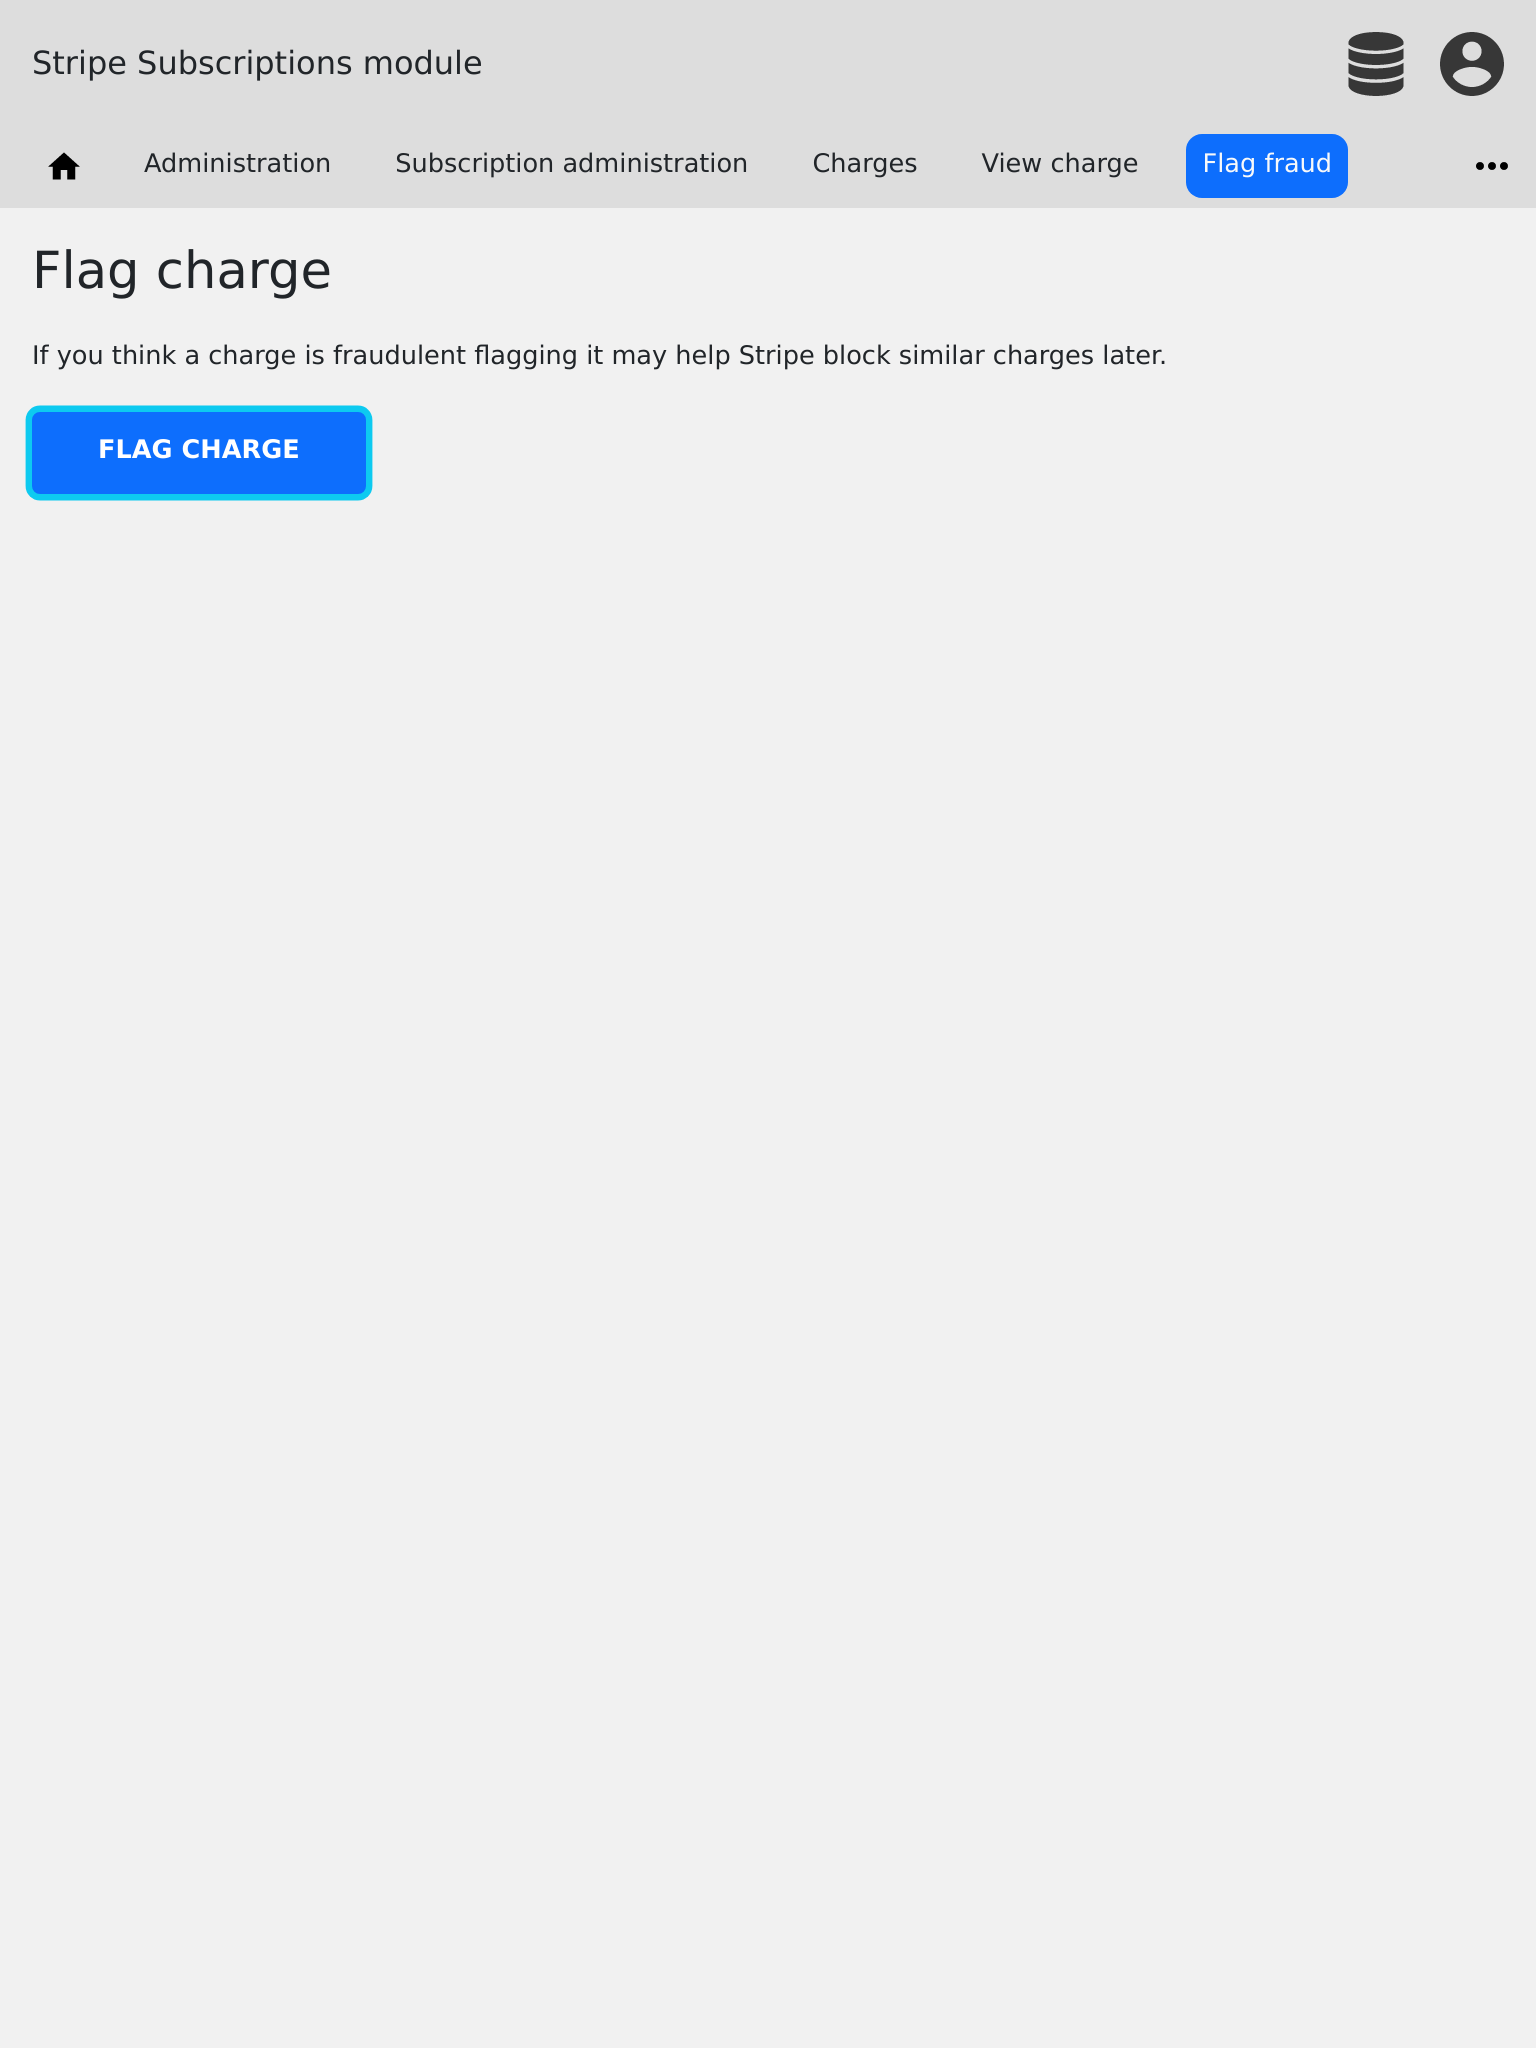 Stripe Subscriptions module
Administration Subscription administration Charges View charge Flag fraud
Flag charge
If you think a charge is fraudulent flagging it may help Stripe block similar charges later.
FLAG CHARGE